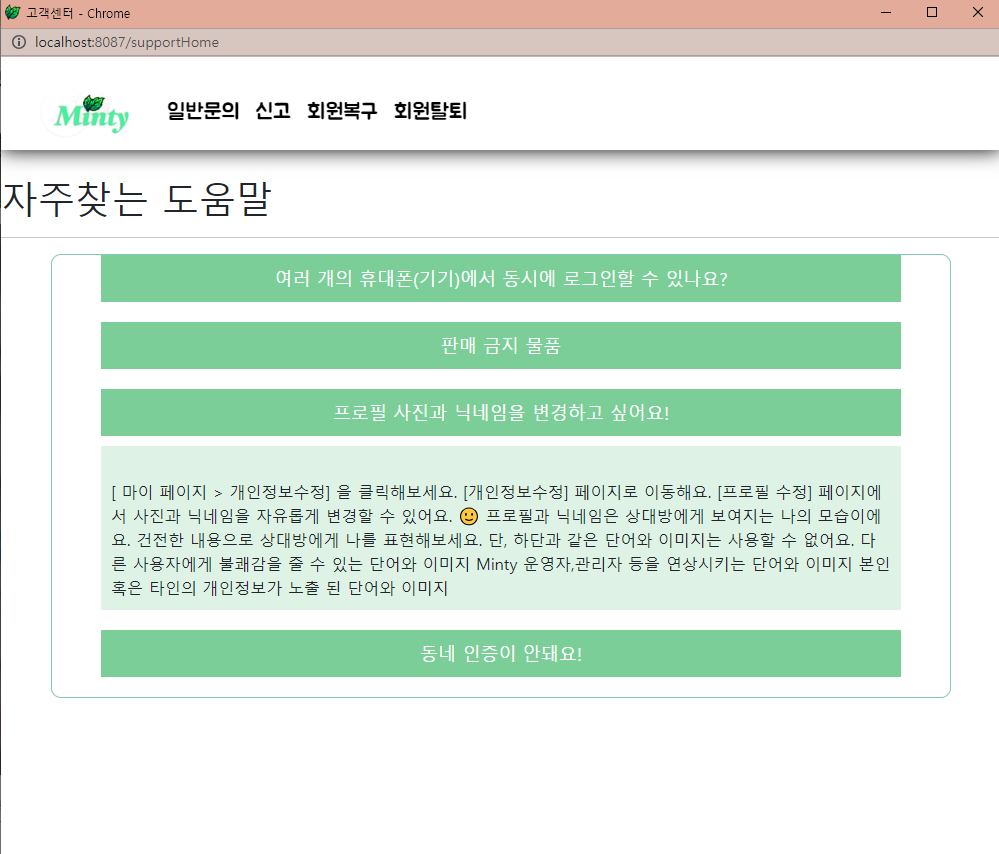 고객센터 - Chrome
localhost:8087/supportHome
Minty 일반문의 신고 회원복구 회원탈퇴
자주찾는 도움말
여러 개의 휴대폰(기기)에서 동시에 로그인할 수 있나요?
판매 금지 물품
프로필 사진과 닉네임을 변경하고 싶어요!
[ 마이 페이지 > 개인정보수정] 을 클릭해보세요. [개인정보수정] 페이지로 이동해요. [프로필 수정] 페이지에
서 사진과 닉네임을 자유롭게 변경할 수 있어요. 🙂 프로필과 닉네임은 상대방에게 보여지는 나의 모습이에
요. 건전한 내용으로 상대방에게 나를 표현해보세요. 단, 하단과 같은 단어와 이미지는 사용할 수 없어요. 다
른 사용자에게 불쾌감을 줄 수 있는 단어와 이미지 Minty 운영자,관리자 등을 연상시키는 단어와 이미지 본인
혹은 타인의 개인정보가 노출 된 단어와 이미지
동네 인증이 안돼요!